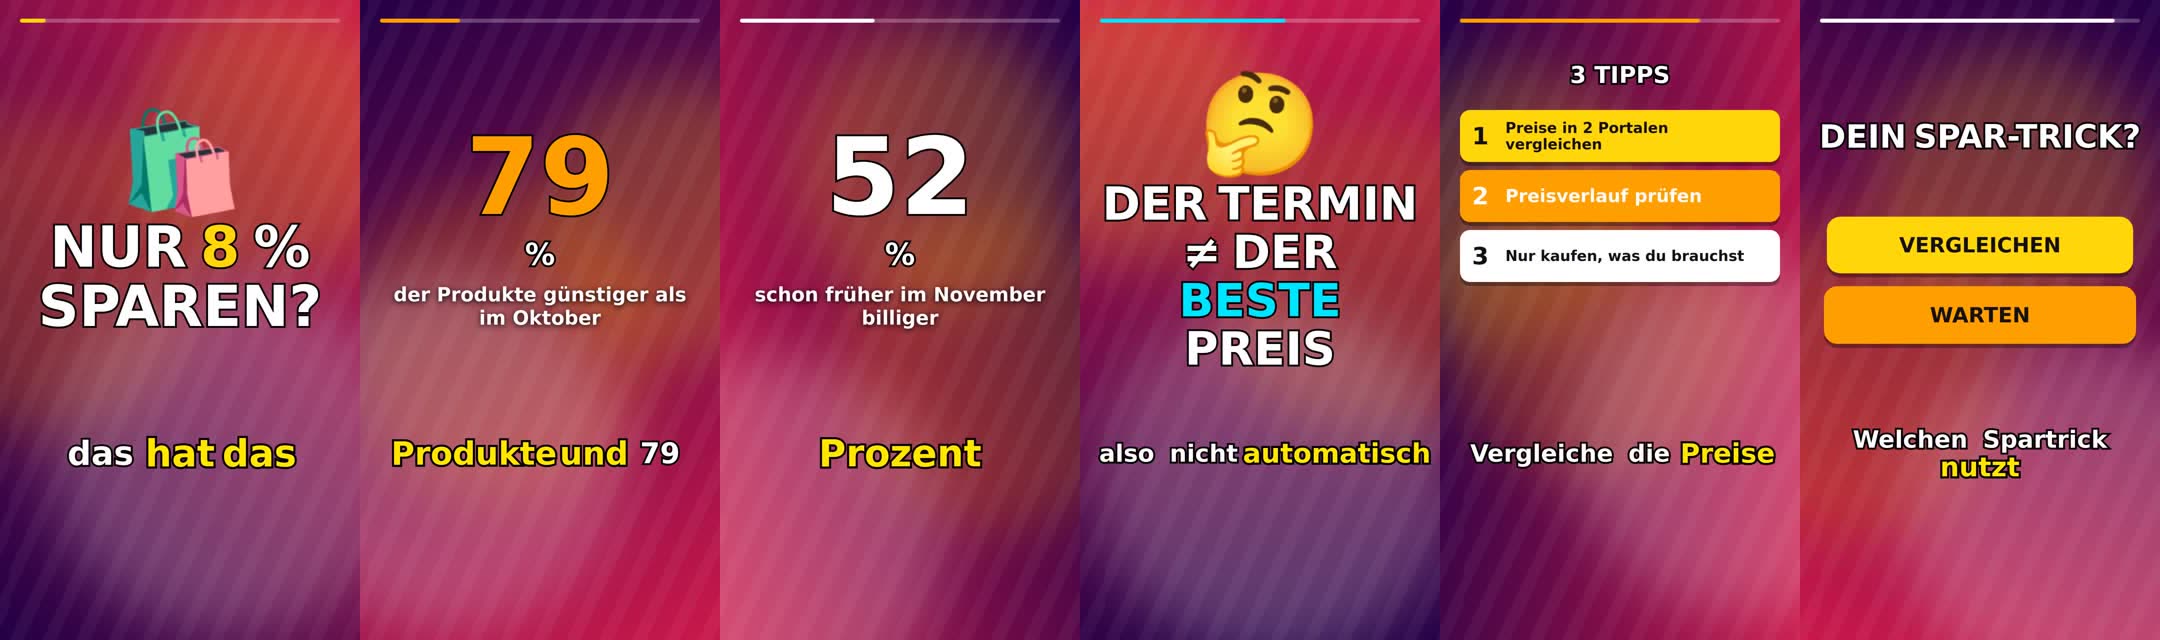 NUR 8 %
SPAREN?
das hat das
79
%
der Produkte günstiger als
im Oktober
Produkte und 79
52
%
schon früher im November
billiger
Prozent
DER TERMIN
≠ DER
BESTE
PREIS
also nicht automatisch
3 TIPPS
1 Preise in 2 Portalen
vergleichen
2 Preisverlauf prüfen
3 Nur kaufen, was du brauchst
Vergleiche die Preise
DEIN SPAR-TRICK?
VERGLEICHEN
WARTEN
Welchen Spartrick
nutzt